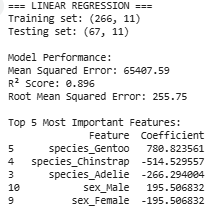 === LINEAR REGRESSION ===
Training set: (266, 11)
Testing set: (67, 11)
Model Performance:
Mean Squared Error: 65407.59
R² Score: 0.896
Root Mean Squared Error: 255.75
Top 5 Most Important Features:
Feature Coefficient
5 species_Gentoo 780.823561
4 species_Chinstrap -514.529557
3 species_Adelie -266.294004
10 sex_Male 195.506832
9 sex_Female -195.506832